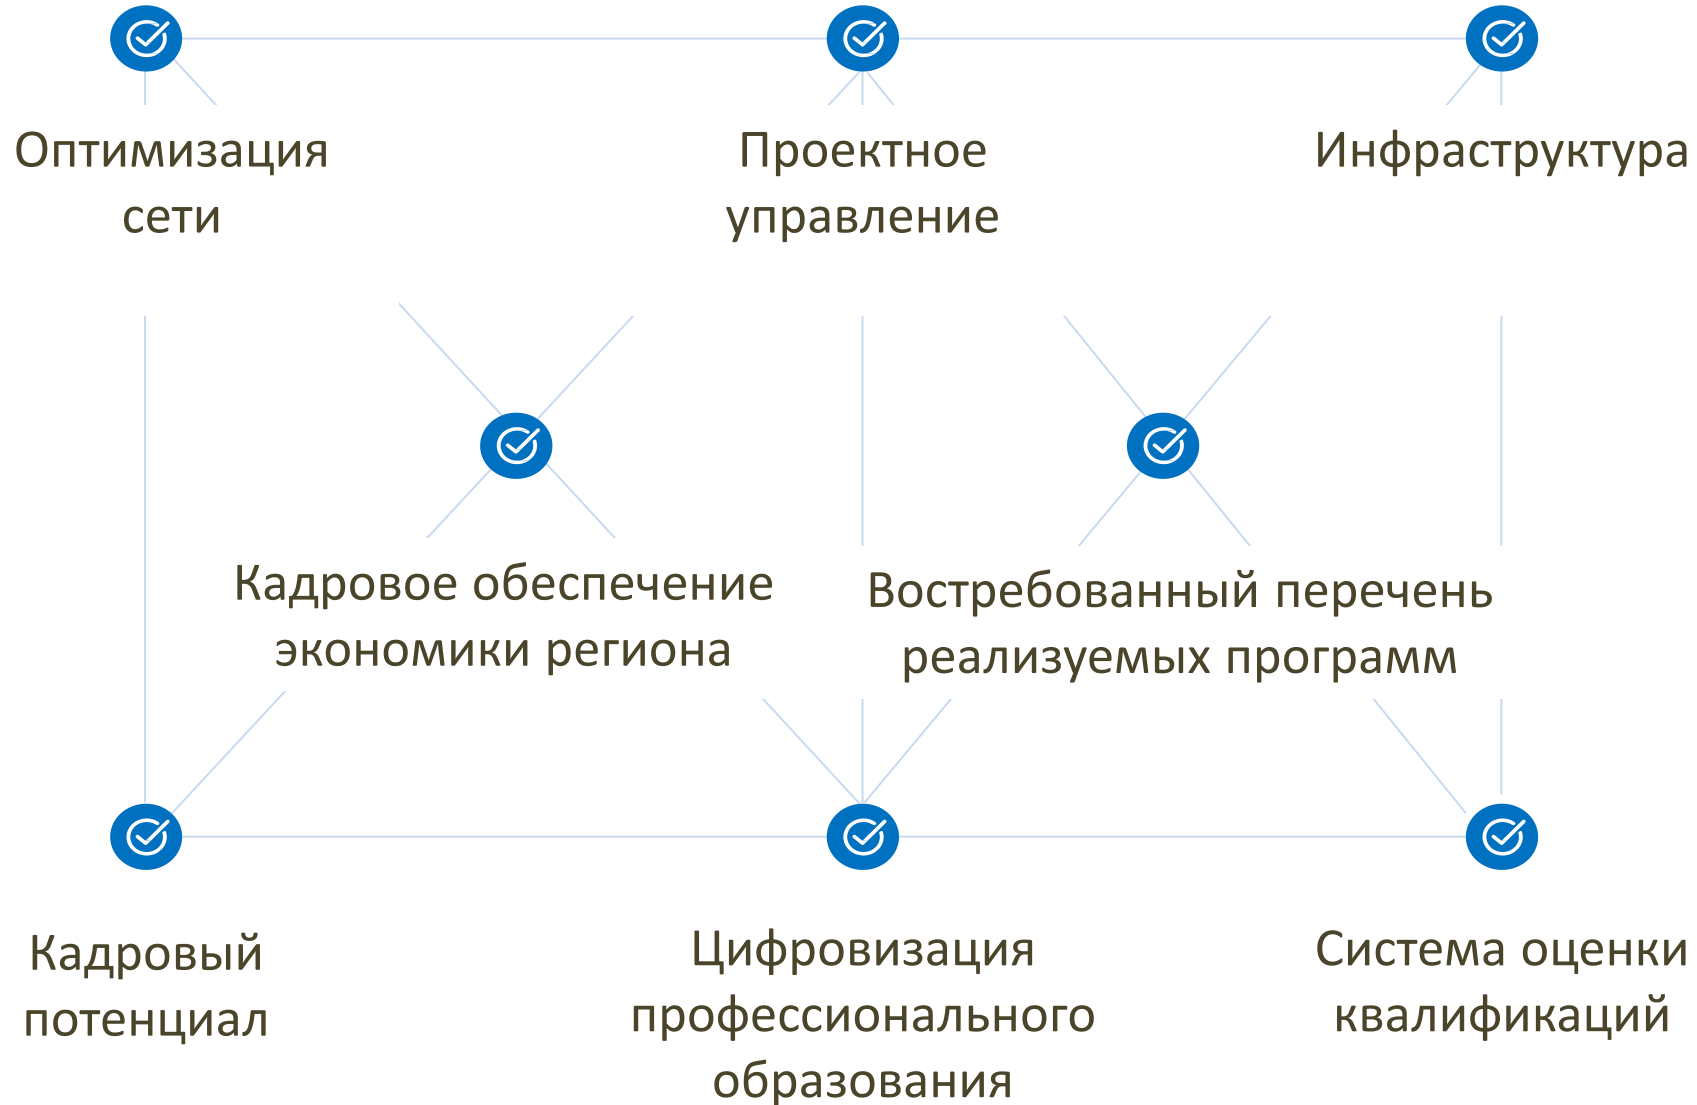 Оптимизация
сети
Проектное
управление
Инфраструктура
Кадровое обеспечение
экономики региона
Востребованный перечень
реализуемых программ
Кадровый
потенциал
Цифровизация
профессионального
образования
Система оценки
квалификаций